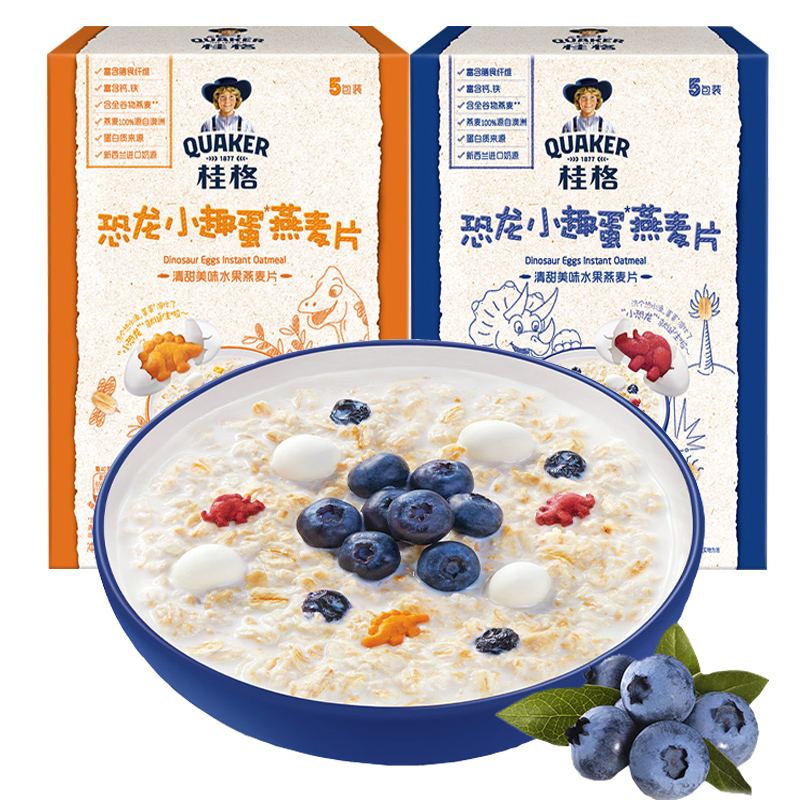 富含膳食纤维
富含钙、铁
含全谷物燕麦**
燕麦100%源自澳洲
蛋白质来源
新西兰进口奶源
5包装
QUAKER
1877
桂格
恐龙小趣蛋*燕麦片
Dinosaur Eggs Instant Oatmeal
清甜美味水果燕麦片
富含膳食纤维
富含钙、铁
含全谷物燕麦**
燕麦100%源自澳洲
蛋白质来源
新西兰进口奶源
5包装
QUAKER
1877
桂格
恐龙小趣蛋*燕麦片
Dinosaur Eggs Instant Oatmeal
清甜美味水果燕麦片